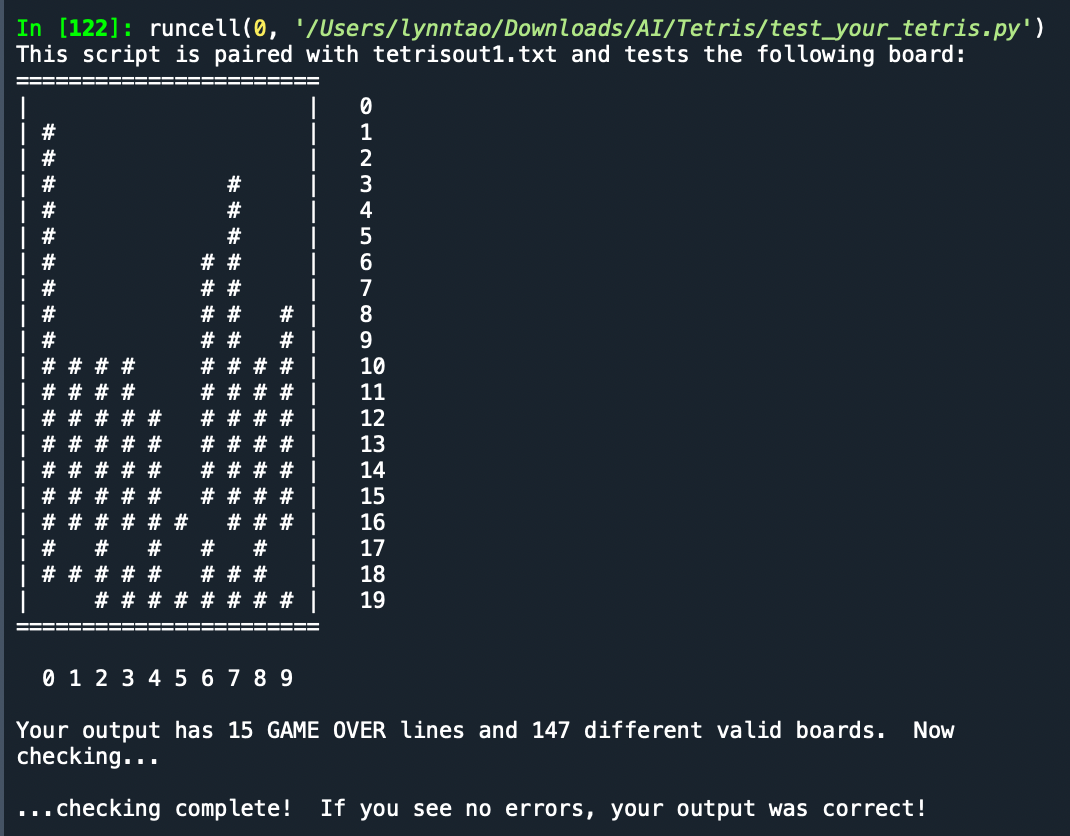 In [122]: runcell(0, '/Users/lynntao/Downloads/AI/Tetris/test_your_tetris.py')
This script is paired with tetrisout1.txt and tests the following board:
=======================
|                     |   0
| #                   |   1
| #                   |   2
| #             #     |   3
| #             #     |   4
| #             #     |   5
| #           # #     |   6
| #           # #     |   7
| #           # #   # |   8
| #           # #   # |   9
| # # # #     # # # # |   10
| # # # #     # # # # |   11
| # # # # #   # # # # |   12
| # # # # #   # # # # |   13
| # # # # #   # # # # |   14
| # # # # #   # # # # |   15
| # # # # # #   # # # |   16
| #   #   #   #   #   |   17
| # # # # #   # # #   |   18
|     # # # # # # # # |   19
=======================
  0 1 2 3 4 5 6 7 8 9
Your output has 15 GAME OVER lines and 147 different valid boards.  Now
checking...
...checking complete!  If you see no errors, your output was correct!